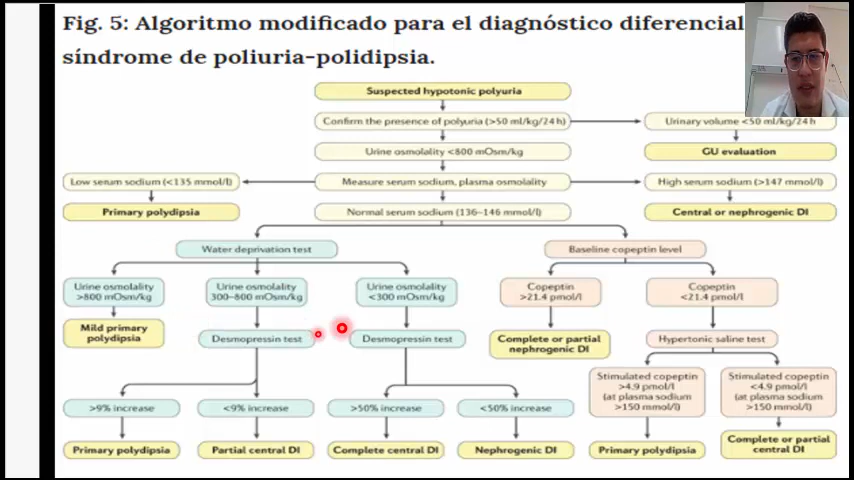 Fig. 5: Algoritmo modificado para el diagnóstico diferencial
síndrome de poliuria-polidipsia.
Suspected hypotonic polyuria
Confirm the presence of polyuria (>50 ml/kg/24 h)
Urinary volume <50 ml/kg/24 h
Urine osmolality <800 mOsm/kg
GU evaluation
Low serum sodium (<135 mmol/l)
Measure serum sodium, plasma osmolality
High serum sodium (>147 mmol/l)
Primary polydipsia
Normal serum sodium (136–146 mmol/l)
Central or nephrogenic DI
Water deprivation test
Baseline copeptin level
Urine osmolality
>800 mOsm/kg
Urine osmolality
300–800 mOsm/kg
Urine osmolality
<300 mOsm/kg
Copeptin
>21.4 pmol/l
Copeptin
<21.4 pmol/l
Mild primary
polydipsia
Desmopressin test
Desmopressin test
Complete or partial
nephrogenic DI
Hypertonic saline test
>9% increase
<9% increase
>50% increase
<50% increase
Stimulated copeptin
>4.9 pmol/l
(at plasma sodium
>150 mmol/l)
Stimulated copeptin
<4.9 pmol/l
(at plasma sodium
>150 mmol/l)
Primary polydipsia
Partial central DI
Complete central DI
Nephrogenic DI
Primary polydipsia
Complete or partial
central DI